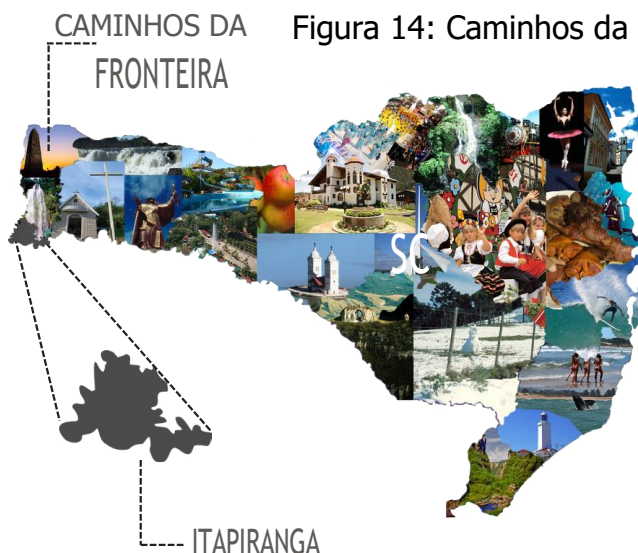 CAMINHOS DA
FRONTEIRA
Figura 14: Caminhos da
SC
ITAPIRANGA